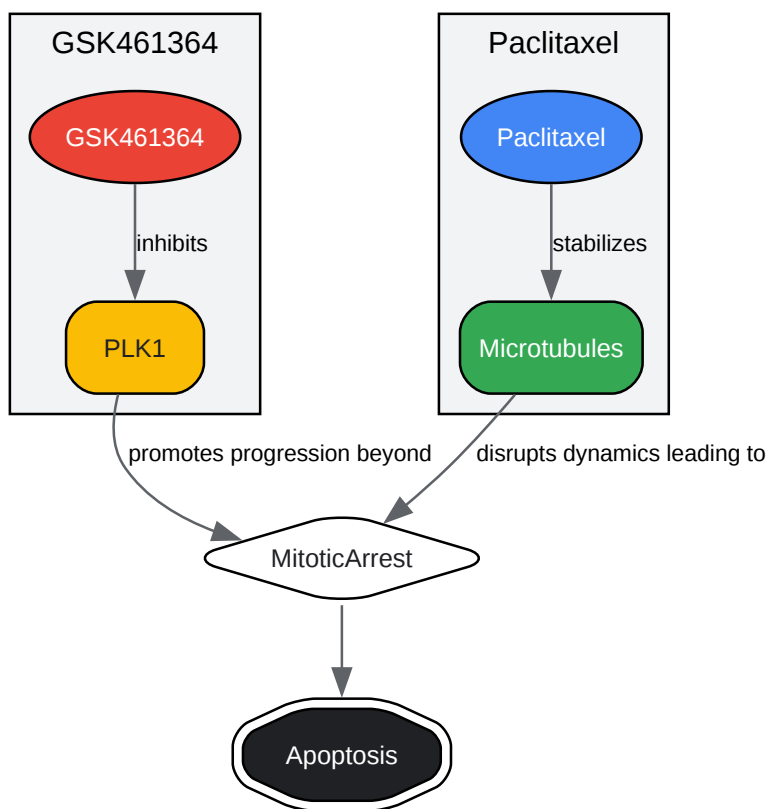 GSK461364
Paclitaxel
GSK461364
Paclitaxel
inhibits
stabilizes
PLK1
Microtubules
promotes progression beyond
disrupts dynamics leading to
MitoticArrest
Apoptosis